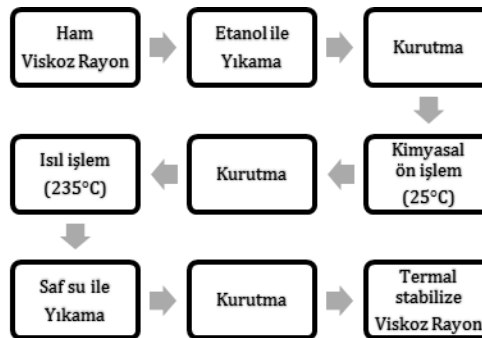 Ham
Viskoz Rayon
Etanol ile
Yıkama
Kurutma
Kimyasal
ön işlem
(25°C)
Kurutma
Isıl işlem
(235°C)
Saf su ile
Yıkama
Kurutma
Termal
stabilize
Viskoz Rayon